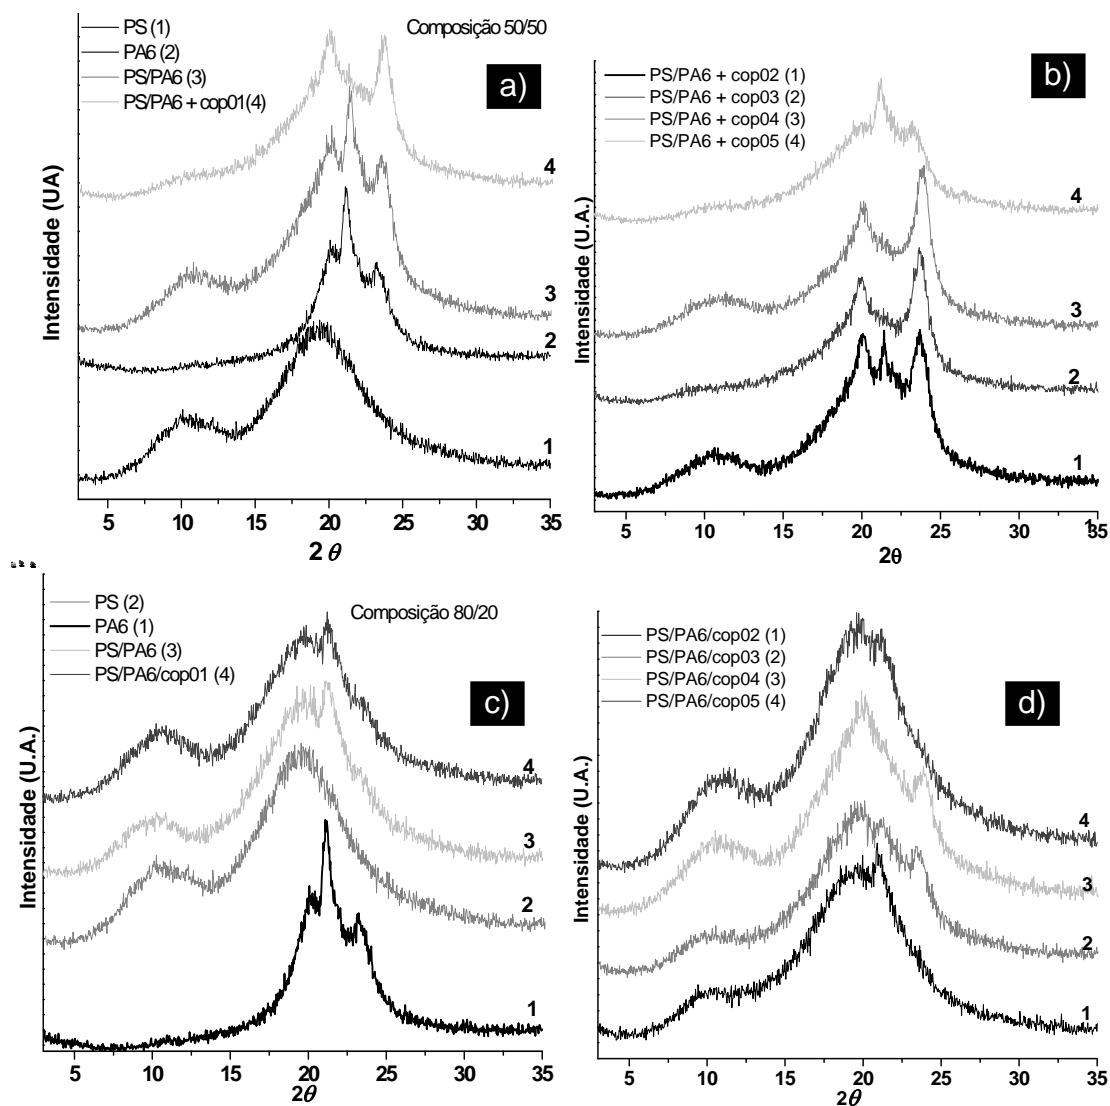 PS (1)
PA6 (2)
PS/PA6 (3)
PS/PA6 + cop01(4)
Composição 50/50
a)
4
3
2
1
Intensidade (UA)
5 10 15 20 25 30 35
2 θ
PS/PA6 + cop02 (1)
PS/PA6 + cop03 (2)
PS/PA6 + cop04 (3)
PS/PA6 + cop05 (4)
b)
4
3
2
1
Intensidade (U.A.)
5 10 15 20 25 30 35
2θ
PS (2)
PA6 (1)
PS/PA6 (3)
PS/PA6/cop01 (4)
Composição 80/20
c)
4
3
2
1
Intensidade (U.A.)
5 10 15 20 25 30 35
2θ
PS/PA6/cop02 (1)
PS/PA6/cop03 (2)
PS/PA6/cop04 (3)
PS/PA6/cop05 (4)
d)
4
3
2
1
Intensidade (U.A.)
5 10 15 20 25 30 35
2θ